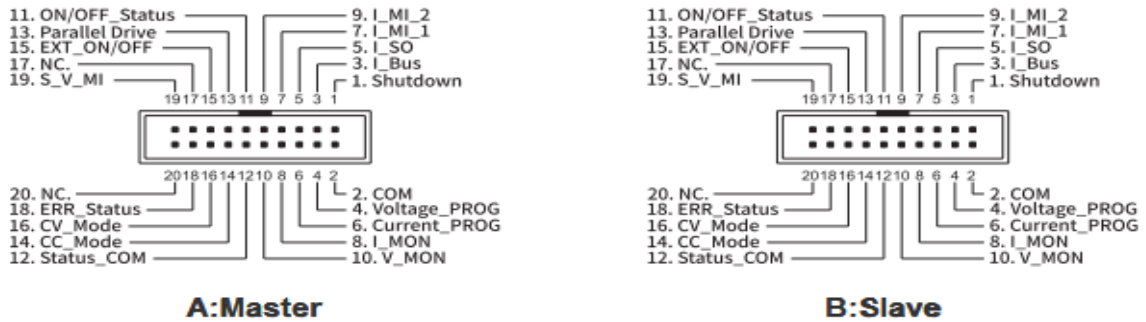 11. ON/OFF_Status
13. Parallel Drive
15. EXT_ON/OFF
17. NC.
19. S_V_MI
9. I_MI_2
7. I_MI_1
5. I_SO
3. I_Bus
1. Shutdown
19 17 15 13 11 9 7 5 3 1
20 18 16 14 12 10 8 6 4 2
20. NC.
18. ERR_Status
16. CV_Mode
14. CC_Mode
12. Status_COM
2. COM
4. Voltage_PROG
6. Current_PROG
8. I_MON
10. V_MON
A:Master
11. ON/OFF_Status
13. Parallel Drive
15. EXT_ON/OFF
17. NC.
19. S_V_MI
9. I_MI_2
7. I_MI_1
5. I_SO
3. I_Bus
1. Shutdown
19 17 15 13 11 9 7 5 3 1
20 18 16 14 12 10 8 6 4 2
20. NC.
18. ERR_Status
16. CV_Mode
14. CC_Mode
12. Status_COM
2. COM
4. Voltage_PROG
6. Current_PROG
8. I_MON
10. V_MON
B:Slave